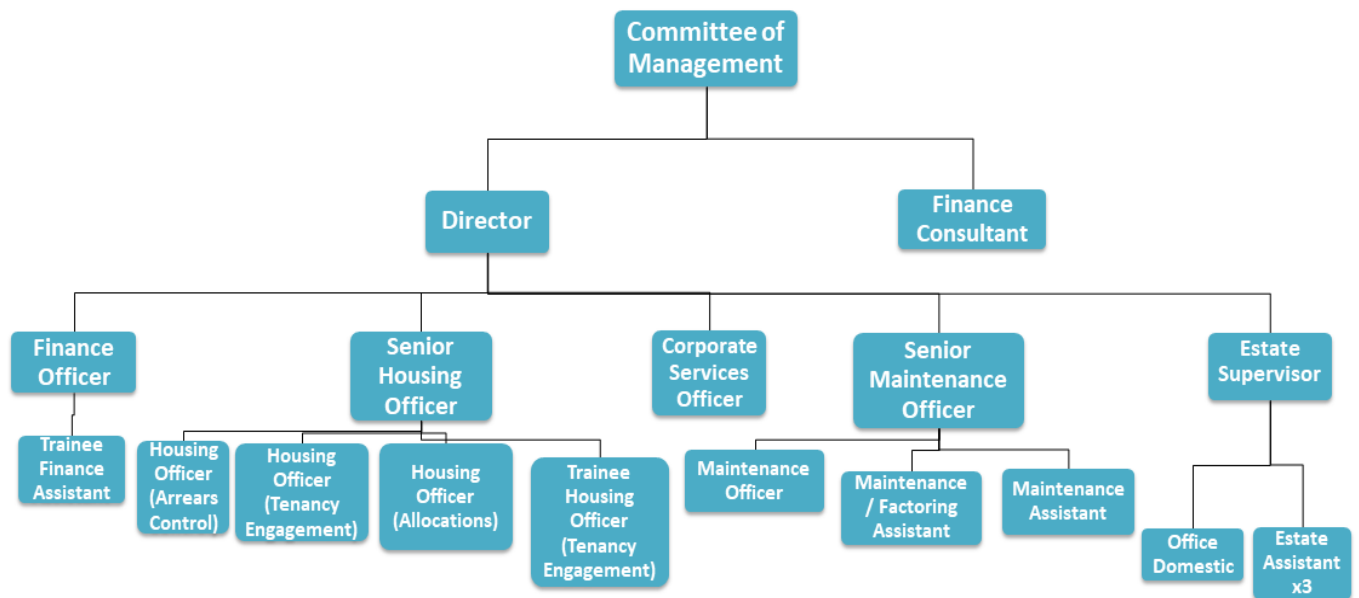 Committee of
Management
Director
Finance
Consultant
Finance
Officer
Senior
Housing
Officer
Corporate
Services
Officer
Senior
Maintenance
Officer
Estate
Supervisor
Trainee
Finance
Assistant
Housing
Officer
(Arrears
Control)
Housing
Officer
(Tenancy
Engagement)
Housing
Officer
(Allocations)
Trainee
Housing
Officer
(Tenancy
Engagement)
Maintenance
Officer
Maintenance
/ Factoring
Assistant
Maintenance
Assistant
Office
Domestic
Estate
Assistant
x3